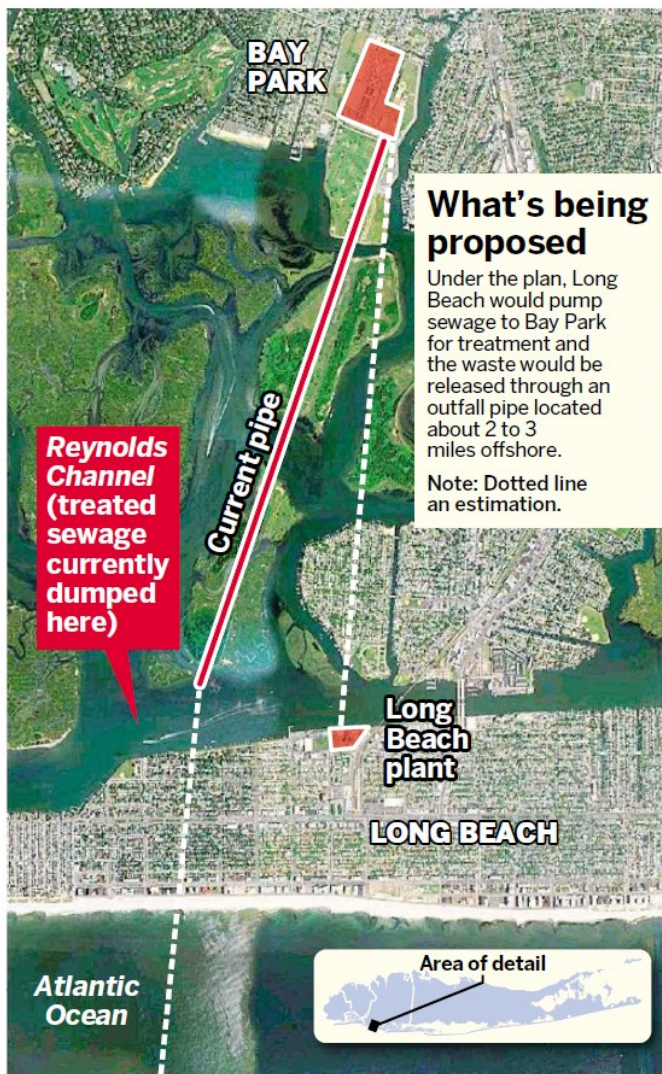 BAY
PARK
What's being
proposed
Under the plan, Long
Beach would pump
sewage to Bay Park
for treatment and
the waste would be
released through an
outfall pipe located
about 2 to 3
miles offshore.
Note: Dotted line
an estimation.
Current pipe
Reynolds
Channel
(treated
sewage
currently
dumped
here)
Long
Beach
plant
LONG BEACH
Atlantic
Ocean
Area of detail